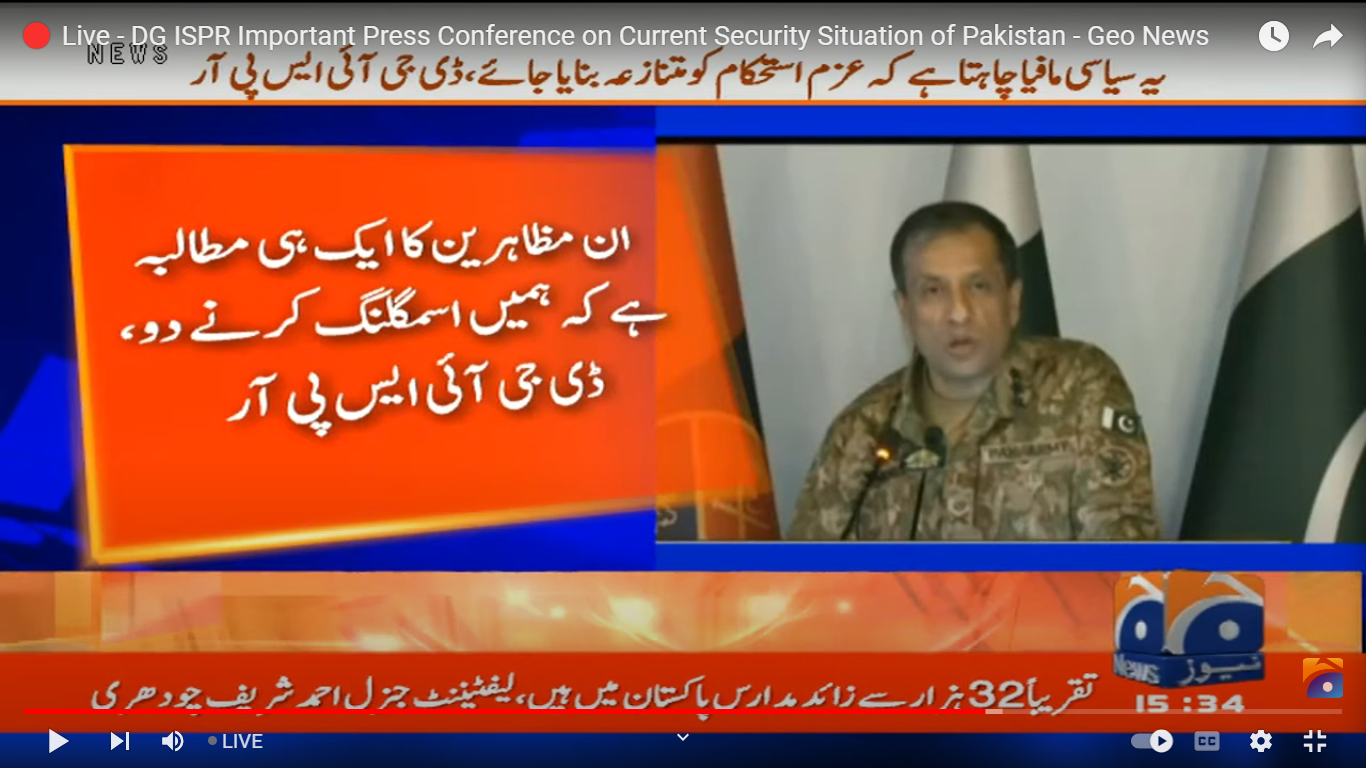 Live - DG ISPR Important Press Conference on Current Security Situation of Pakistan - Geo News
NEWS
یہ سیاسی مافیا چاہتا ہے کہ عزم استحکام کو متنازعہ بنایا جائے، ڈی جی آئی ایس پی آر
ان مظاہرین کا ایک ہی مطالبہ
ہے کہ ہمیں اسمگلنگ کرنے دو،
ڈی جی آئی ایس پی آر
PAK ARMY
News نیوز
تقریباً 32 ہزار سے زائد مدارس پاکستان میں ہیں، لیفٹیننٹ جنرل احمد شریف چودھری
15:34
LIVE
CC